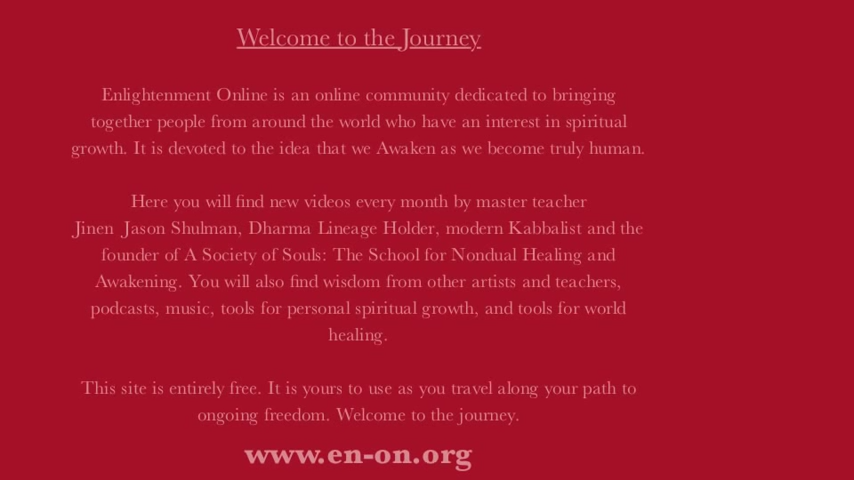 Welcome to the Journey
Enlightenment Online is an online community dedicated to bringing
together people from around the world who have an interest in spiritual
growth. It is devoted to the idea that we Awaken as we become truly human.
Here you will find new videos every month by master teacher
Jinen Jason Shulman, Dharma Lineage Holder, modern Kabbalist and the
founder of A Society of Souls: The School for Nondual Healing and
Awakening. You will also find wisdom from other artists and teachers,
podcasts, music, tools for personal spiritual growth, and tools for world
healing.
This site is entirely free. It is yours to use as you travel along your path to
ongoing freedom. Welcome to the journey.
www.en-on.org